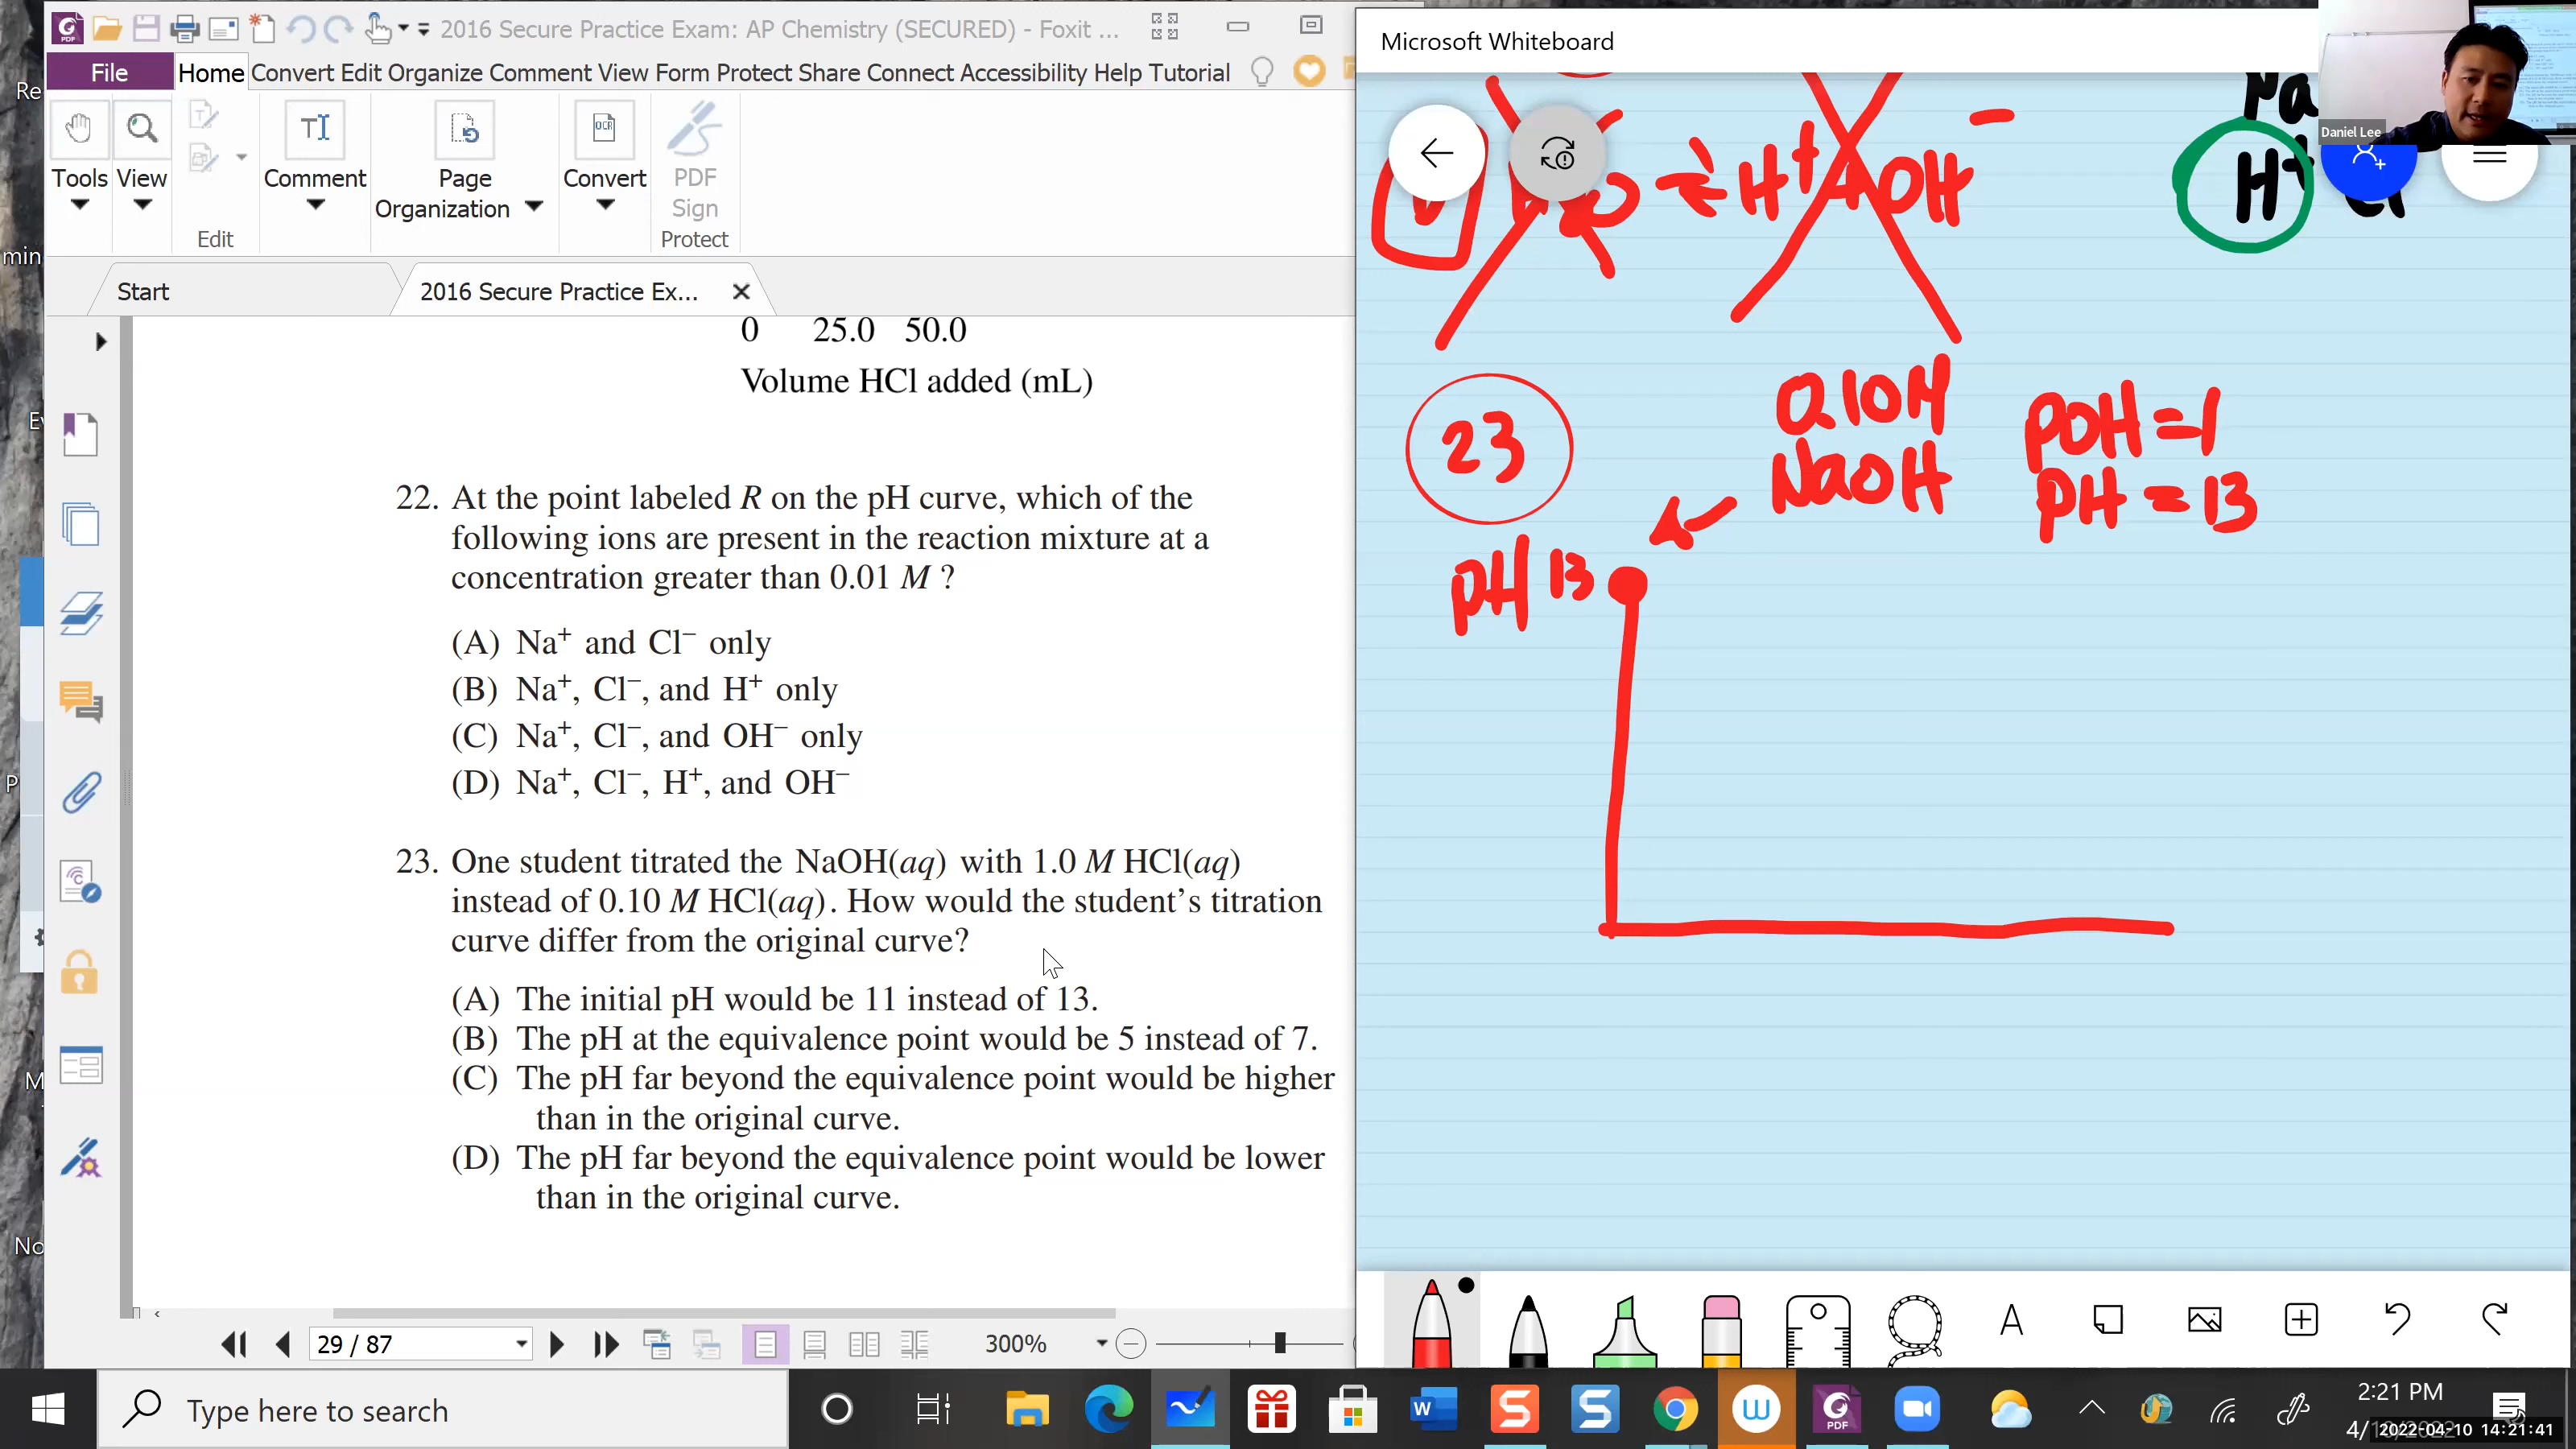 2016 Secure Practice Exam: AP Chemistry (SECURED) - Foxit ...
File Home Convert Edit Organize Comment View Form Protect Share Connect Accessibility Help Tutorial
Tools
View
Edit
Comment
Page
Organization
Convert
PDF
Sign
Protect
Start
2016 Secure Practice Ex...
0 25.0 50.0
Volume HCl added (mL)
22. At the point labeled R on the pH curve, which of the
following ions are present in the reaction mixture at a
concentration greater than 0.01 M ?
(A) Na⁺ and Cl⁻ only
(B) Na⁺, Cl⁻, and H⁺ only
(C) Na⁺, Cl⁻, and OH⁻ only
(D) Na⁺, Cl⁻, H⁺, and OH⁻
23. One student titrated the NaOH(aq) with 1.0 M HCl(aq)
instead of 0.10 M HCl(aq). How would the student's titration
curve differ from the original curve?
(A) The initial pH would be 11 instead of 13.
(B) The pH at the equivalence point would be 5 instead of 7.
(C) The pH far beyond the equivalence point would be higher
than in the original curve.
(D) The pH far beyond the equivalence point would be lower
than in the original curve.
29 / 87
300%
Microsoft Whiteboard
Daniel Lee
H⁺ + OH⁻
H⁺
23
0.10M
NaOH
pOH=1
pH=13
pH 13
Type here to search
2:21 PM
2022-04-10 14:21:41